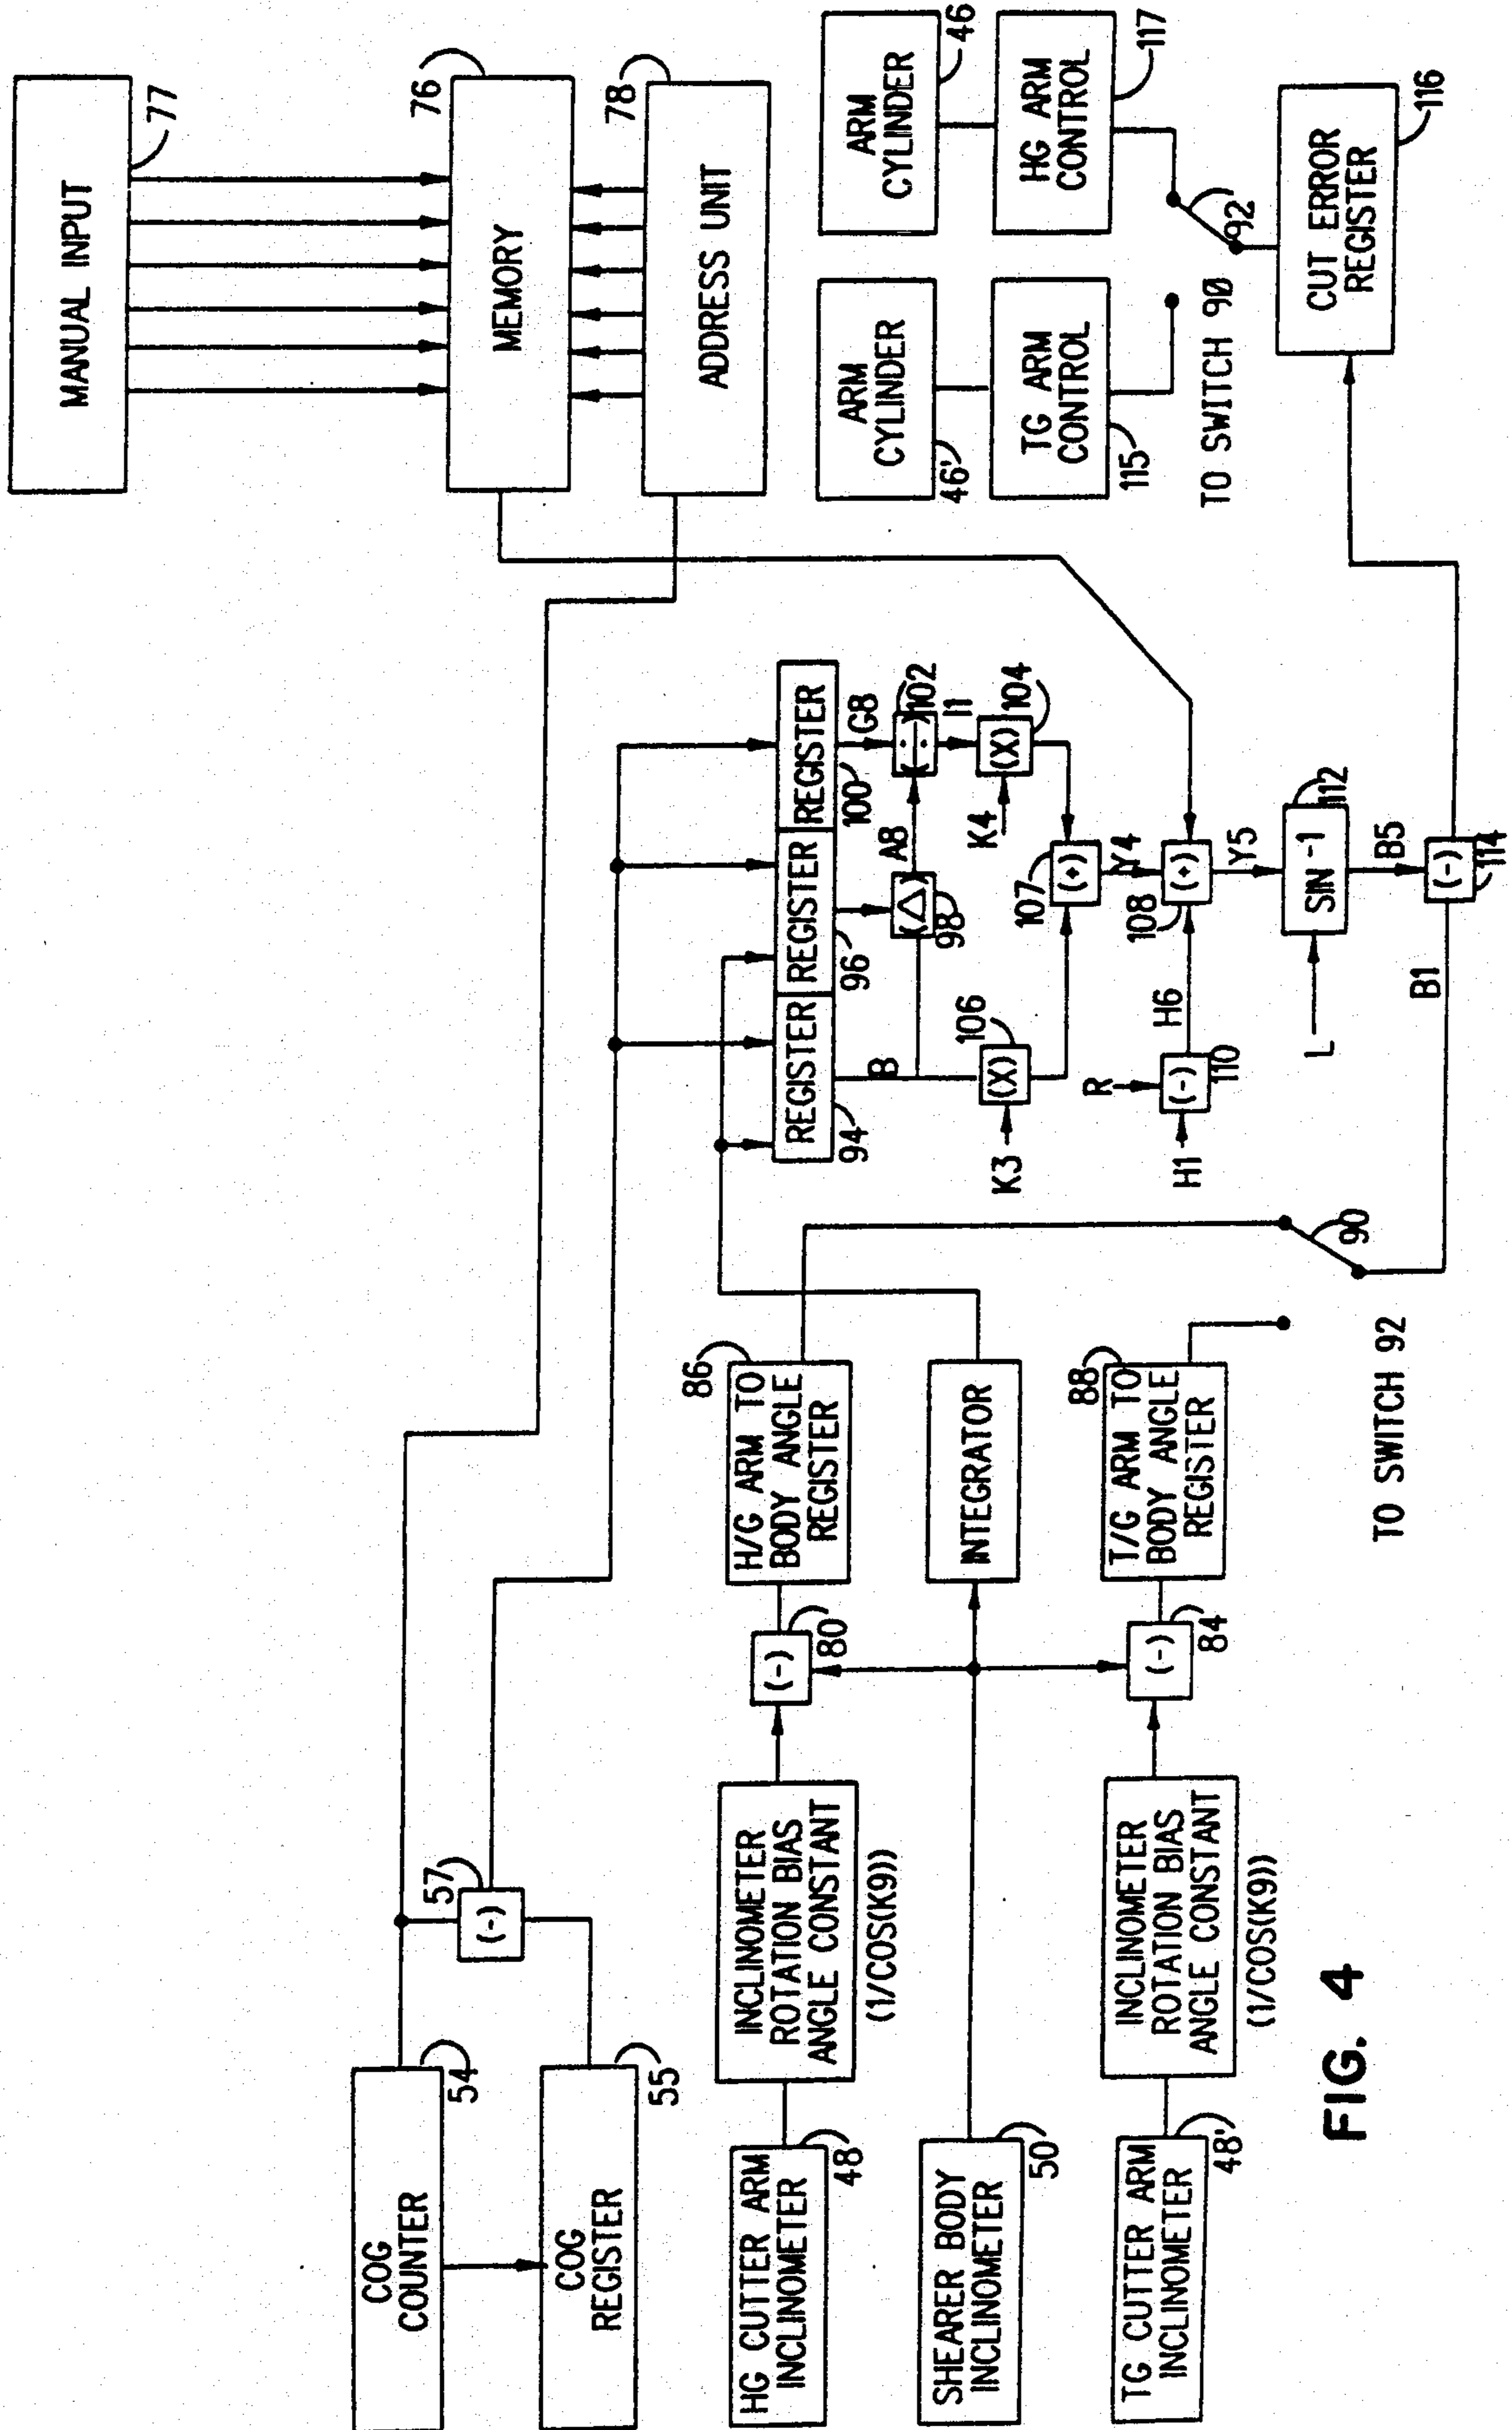 COG
COUNTER
54
COG
REGISTER
55
57
(-)
HG CUTTER ARM
INCLINOMETER
48
INCLINOMETER
ROTATION BIAS
ANGLE CONSTANT
(1/COS(K9))
(-)
80
H/G ARM TO
BODY ANGLE
REGISTER
86
SHEARER BODY
INCLINOMETER
50
INTEGRATOR
TG CUTTER ARM
INCLINOMETER
48'
INCLINOMETER
ROTATION BIAS
ANGLE CONSTANT
(1/COS(K9))
(-)
84
T/G ARM TO
BODY ANGLE
REGISTER
88
90
TO SWITCH 92
REGISTER
94
REGISTER
96
REGISTER
100
B
(Δ)
98
A8
G8
(÷)
102
I1
K4
(X)
104
K3
(X)
106
107
(+)
Y4
R
H1
(-)
110
H6
108
(+)
Y5
L
SIN -1
112
B5
B1
(-)
114
MANUAL INPUT
77
MEMORY
76
ADDRESS UNIT
78
ARM
CYLINDER
46'
TG ARM
CONTROL
115
ARM
CYLINDER
46
HG ARM
CONTROL
117
92
TO SWITCH 90
CUT ERROR
REGISTER
116
FIG. 4